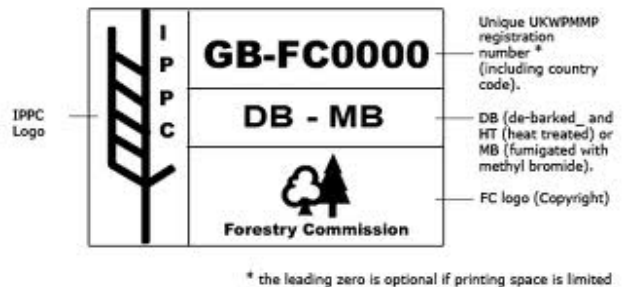 IPPC
Logo
I
P
P
C
GB-FC0000
DB - MB
Forestry Commission
Unique UKWPMMP
registration
number *
(including country
code).
DB (de-barked_ and
HT (heat treated) or
MB (fumigated with
methyl bromide).
FC logo (Copyright)
* the leading zero is optional if printing space is limited